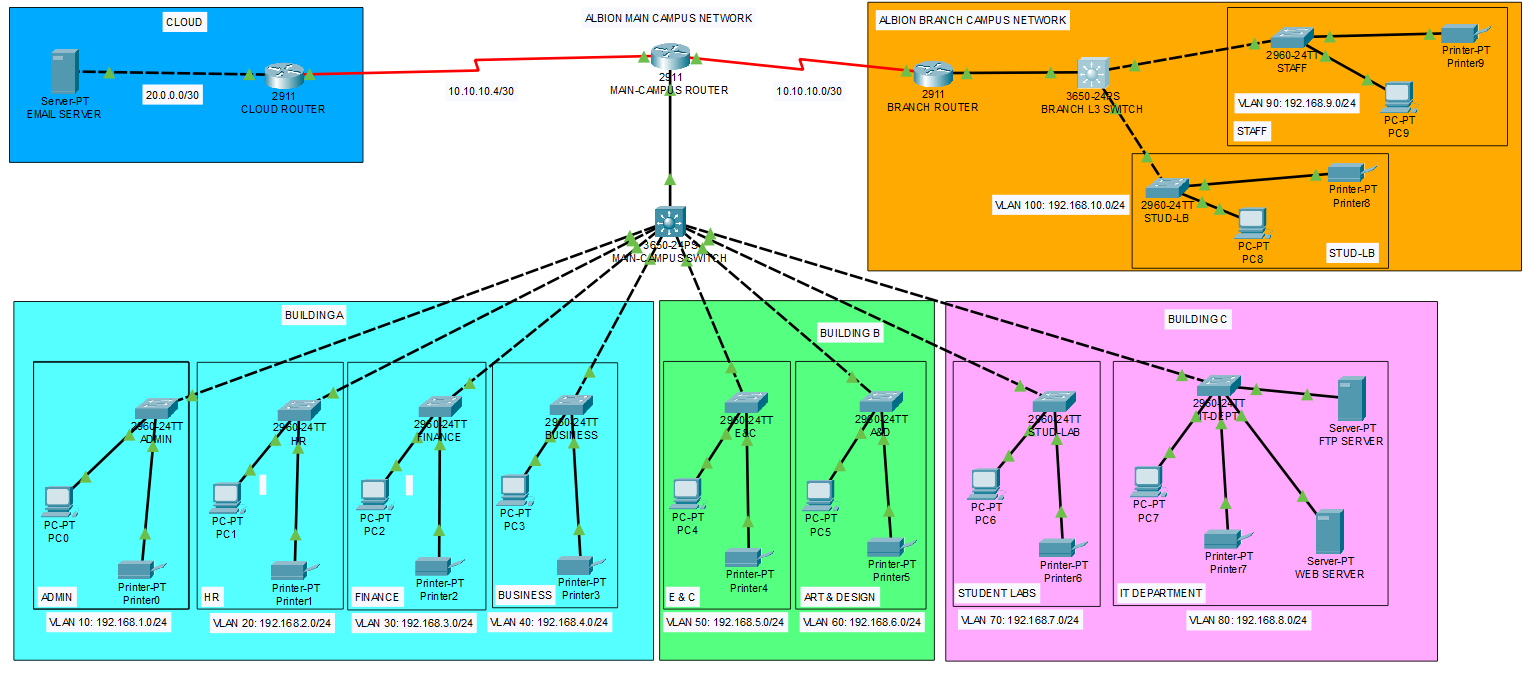 CLOUD
ALBION MAIN CAMPUS NETWORK
ALBION BRANCH CAMPUS NETWORK
Server-PT
EMAIL SERVER
20.0.0.0/30
2911
CLOUD ROUTER
10.10.10.4/30
2911
MAIN-CAMPUS ROUTER
10.10.10.0/30
2911
BRANCH ROUTER
3650-24PS
BRANCH L3 SWITCH
2960-24TT
STAFF
Printer-PT
Printer9
VLAN 90: 192.168.9.0/24
PC-PT
PC9
STAFF
VLAN 100: 192.168.10.0/24
2960-24TT
STUD-LB
Printer-PT
Printer8
PC-PT
PC8
STUD-LB
3650-24PS
MAIN-CAMPUS SWITCH
BUILDING A
2960-24TT
ADMIN
PC-PT
PC0
Printer-PT
Printer0
ADMIN
VLAN 10: 192.168.1.0/24
2960-24TT
HR
PC-PT
PC1
Printer-PT
Printer1
HR
VLAN 20: 192.168.2.0/24
2960-24TT
FINANCE
PC-PT
PC2
Printer-PT
Printer2
FINANCE
VLAN 30: 192.168.3.0/24
2960-24TT
BUSINESS
PC-PT
PC3
Printer-PT
Printer3
BUSINESS
VLAN 40: 192.168.4.0/24
BUILDING B
2960-24TT
E&C
PC-PT
PC4
Printer-PT
Printer4
E & C
VLAN 50: 192.168.5.0/24
2960-24TT
A&D
PC-PT
PC5
Printer-PT
Printer5
ART & DESIGN
VLAN 60: 192.168.6.0/24
BUILDING C
2960-24TT
STUD-LAB
PC-PT
PC6
Printer-PT
Printer6
STUDENT LABS
VLAN 70: 192.168.7.0/24
2960-24TT
IT-DEPT
Server-PT
FTP SERVER
PC-PT
PC7
Printer-PT
Printer7
Server-PT
WEB SERVER
IT DEPARTMENT
VLAN 80: 192.168.8.0/24